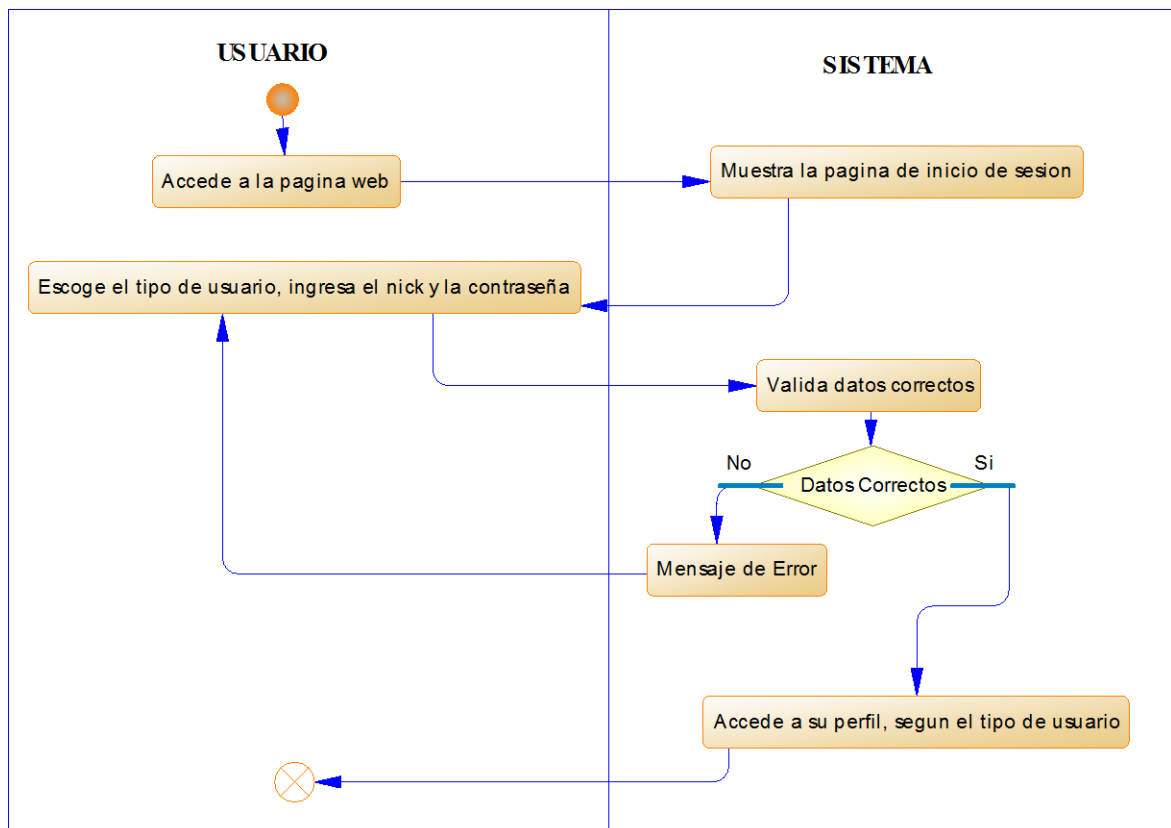 USUARIO
SISTEMA
Accede a la pagina web
Muestra la pagina de inicio de sesion
Escoge el tipo de usuario, ingresa el nick y la contraseña
Valida datos correctos
No
Si
Datos Correctos
Mensaje de Error
Accede a su perfil, segun el tipo de usuario